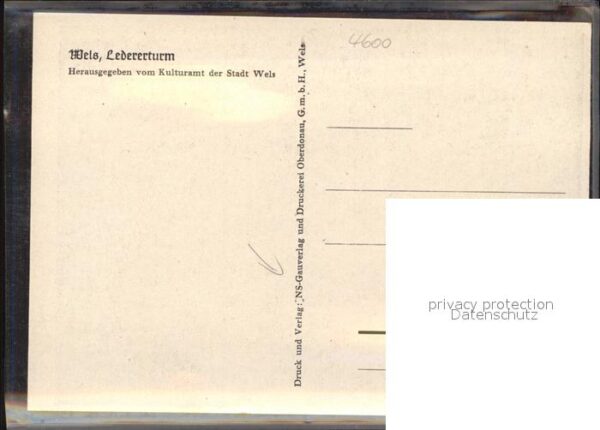 Wels, Ledererturm
Herausgegeben vom Kulturamt der Stadt Wels
4600
Druck und Verlag: NS-Gauverlag und Druckerei Oberdonau, G. m. b. H., Wels
privacy protection
Datenschutz